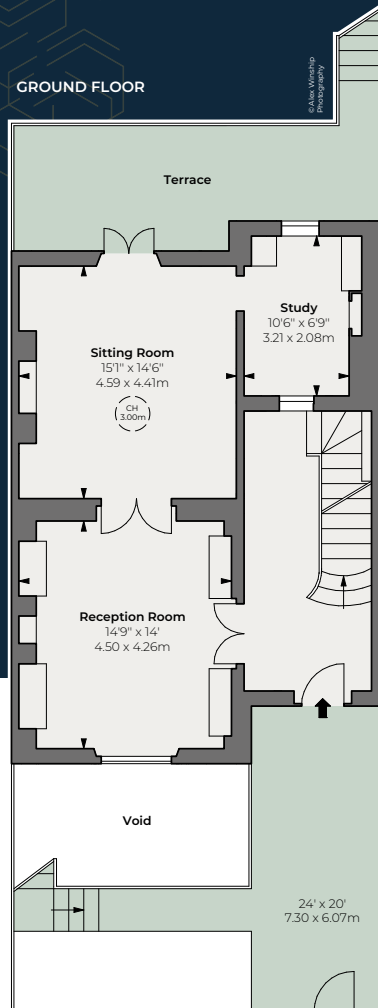 © Alex Winship
Photography
GROUND FLOOR
Terrace
Study
10'6" x 6'9"
3.21 x 2.08m
Sitting Room
15'1" x 14'6"
4.59 x 4.41m
CH
3.00m
Reception Room
14'9" x 14'
4.50 x 4.26m
Void
24' x 20'
7.30 x 6.07m